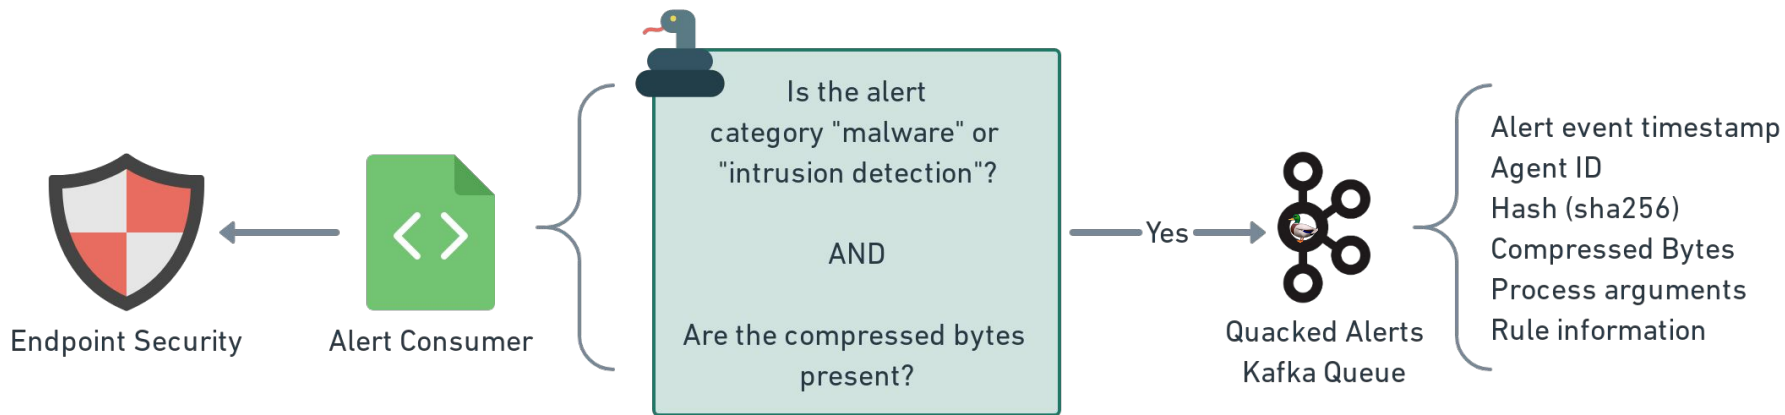 Endpoint Security
Alert Consumer
Is the alert
category "malware" or
"intrusion detection"?
AND
Are the compressed bytes
present?
Yes
Quacked Alerts
Kafka Queue
Alert event timestamp
Agent ID
Hash (sha256)
Compressed Bytes
Process arguments
Rule information